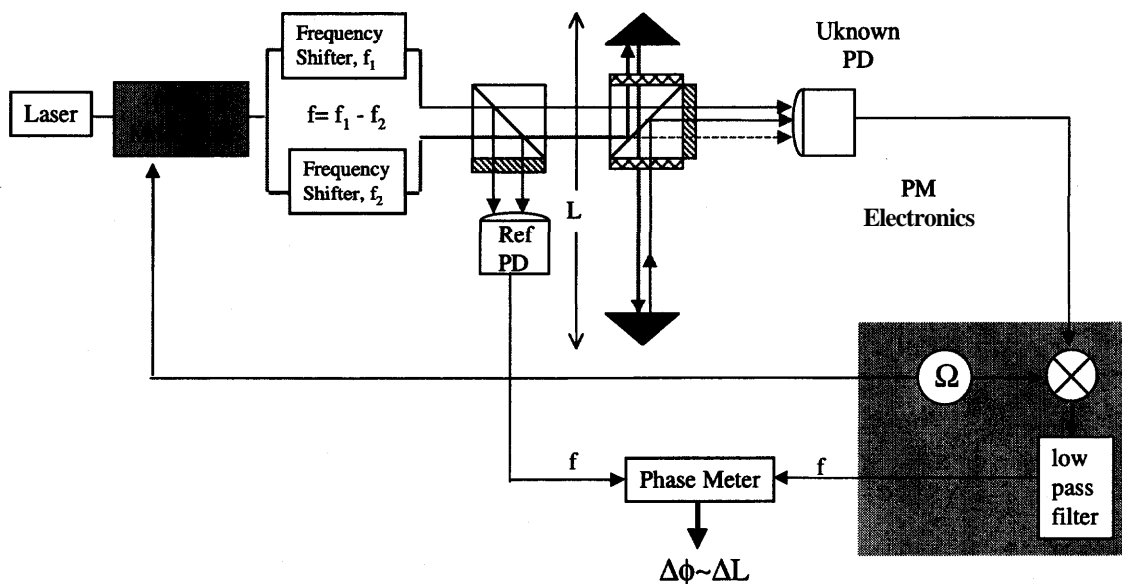 Laser
Frequency
Shifter, f₁
f= f₁ - f₂
Frequency
Shifter, f₂
Ref
PD
L
Uknown
PD
PM
Electronics
Ω
low
pass
filter
f
Phase Meter
f
Δϕ~ΔL